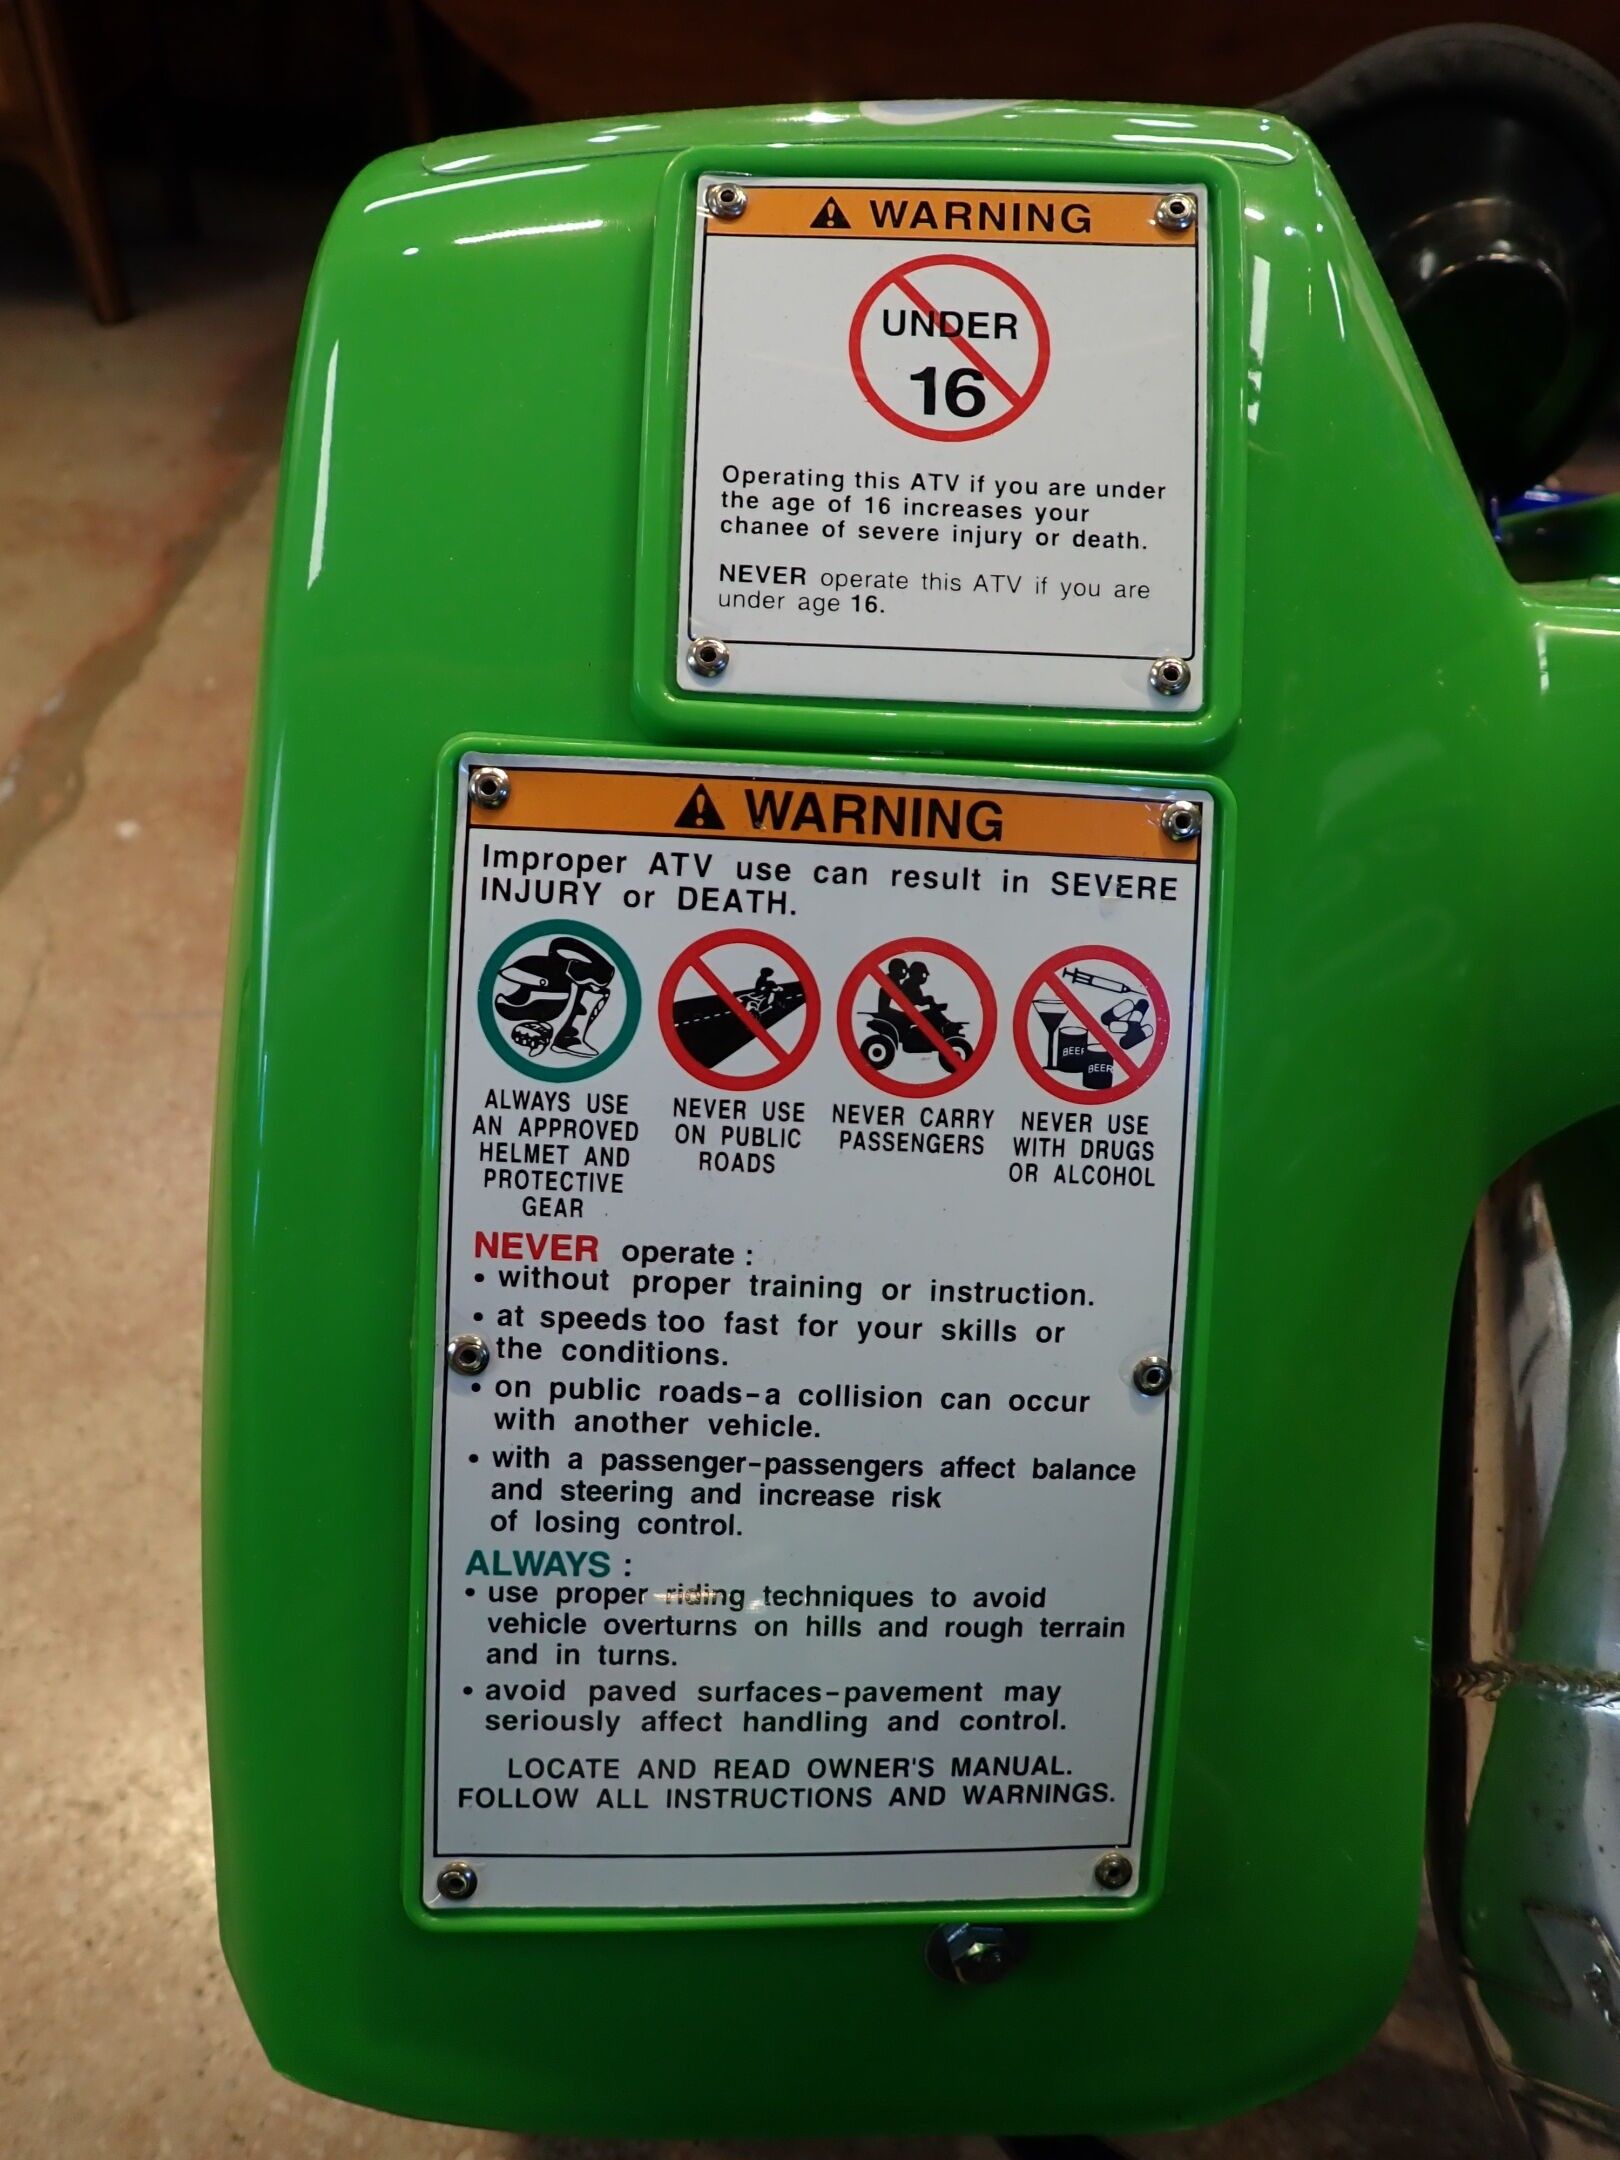 WARNING
UNDER
16
Operating this ATV if you are under
the age of 16 increases your
chanee of severe injury or death.
NEVER operate this ATV if you are
under age 16.
WARNING
Improper ATV use can result in SEVERE
INJURY or DEATH.
BEER
BEER
ALWAYS USE
AN APPROVED
HELMET AND
PROTECTIVE
GEAR
NEVER USE
ON PUBLIC
ROADS
NEVER CARRY
PASSENGERS
NEVER USE
WITH DRUGS
OR ALCOHOL
NEVER operate :
• without proper training or instruction.
• at speeds too fast for your skills or
the conditions.
• on public roads-a collision can occur
with another vehicle.
• with a passenger-passengers affect balance
and steering and increase risk
of losing control.
ALWAYS :
• use proper riding techniques to avoid
vehicle overturns on hills and rough terrain
and in turns.
• avoid paved surfaces-pavement may
seriously affect handling and control.
LOCATE AND READ OWNER'S MANUAL.
FOLLOW ALL INSTRUCTIONS AND WARNINGS.